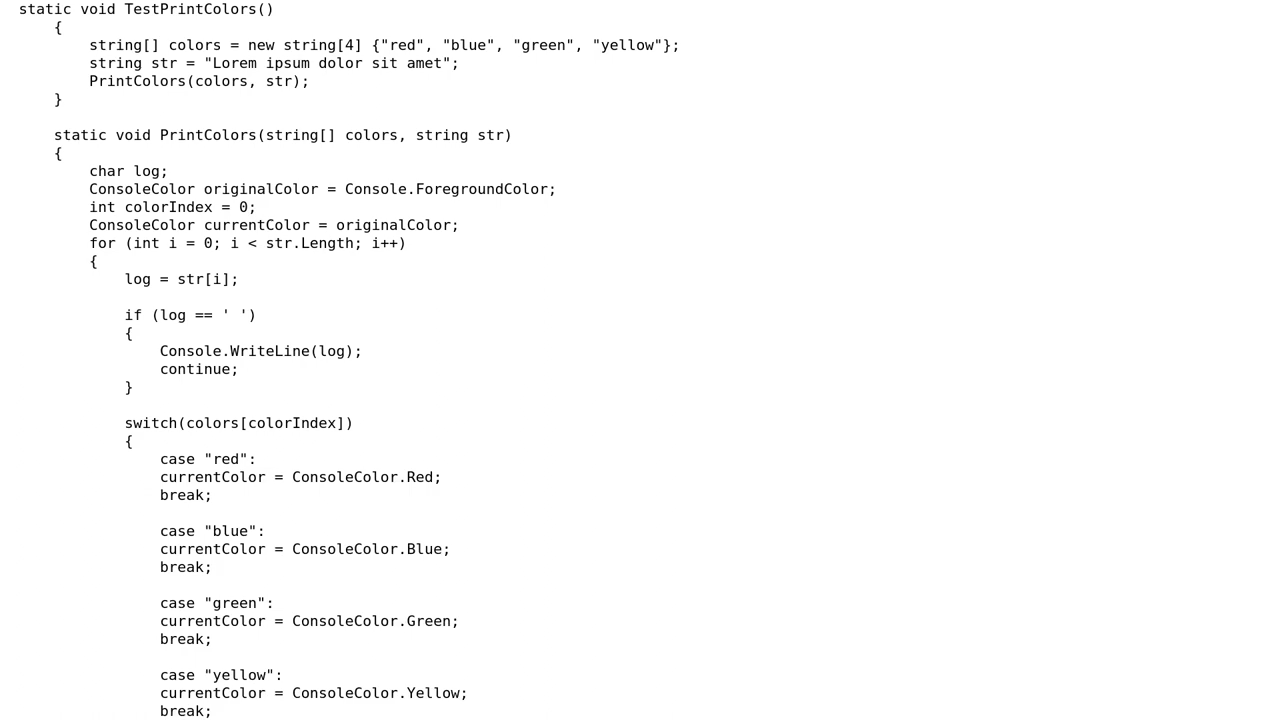 static void TestPrintColors()
    {
        string[] colors = new string[4] {"red", "blue", "green", "yellow"};
        string str = "Lorem ipsum dolor sit amet";
        PrintColors(colors, str);
    }

    static void PrintColors(string[] colors, string str)
    {
        char log;
        ConsoleColor originalColor = Console.ForegroundColor;
        int colorIndex = 0;
        ConsoleColor currentColor = originalColor;
        for (int i = 0; i < str.Length; i++)
        {
            log = str[i];

            if (log == ' ')
            {
                Console.WriteLine(log);
                continue;
            }

            switch(colors[colorIndex])
            {
                case "red":
                currentColor = ConsoleColor.Red;
                break;

                case "blue":
                currentColor = ConsoleColor.Blue;
                break;

                case "green":
                currentColor = ConsoleColor.Green;
                break;

                case "yellow":
                currentColor = ConsoleColor.Yellow;
                break;